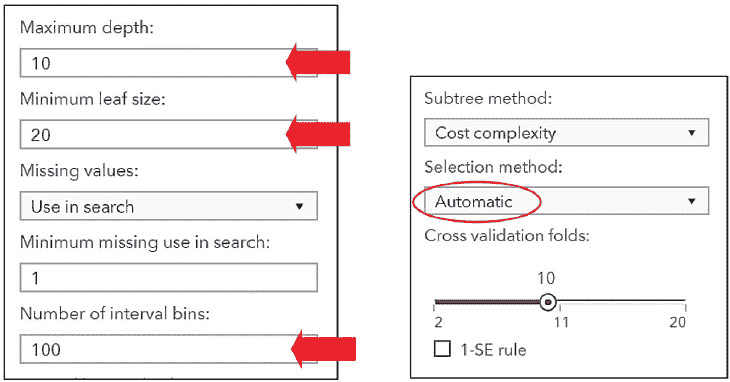 Maximum depth:
10
Minimum leaf size:
20
Missing values:
Use in search
Minimum missing use in search:
1
Number of interval bins:
100
Subtree method:
Cost complexity
Selection method:
Automatic
Cross validation folds:
10
2 11 20
1-SE rule